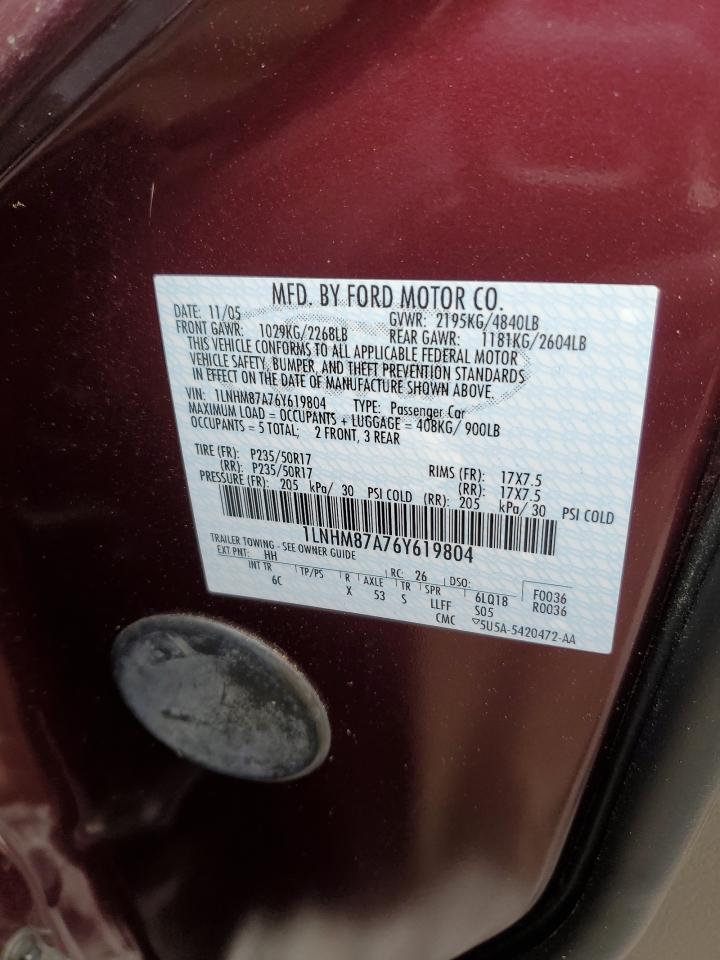 MFD. BY FORD MOTOR CO.
DATE: 11/05 GVWR: 2195KG/4840LB
FRONT GAWR: 1029KG/2268LB REAR GAWR: 1181KG/2604LB
THIS VEHICLE CONFORMS TO ALL APPLICABLE FEDERAL MOTOR
VEHICLE SAFETY, BUMPER, AND THEFT PREVENTION STANDARDS
IN EFFECT ON THE DATE OF MANUFACTURE SHOWN ABOVE.
VIN: 1LNHM87A76Y619804 TYPE: Passenger Car
MAXIMUM LOAD = OCCUPANTS + LUGGAGE = 408KG/ 900LB
OCCUPANTS = 5 TOTAL; 2 FRONT, 3 REAR
TIRE (FR): P235/50R17 RIMS (FR): 17X7.5
(RR): P235/50R17 (RR): 17X7.5
PRESSURE (FR): 205 kPa/ 30 PSI COLD (RR): 205 kPa/ 30 PSI COLD
1LNHM87A76Y619804
TRAILER TOWING - SEE OWNER GUIDE
EXT PNT: HH RC: 26 DSO: F0036
INT TR TP/PS R AXLE TR SPR 6LQ18 R0036
6C X 53 S LLFF S05
CMC ▽5U5A-5420472-AA